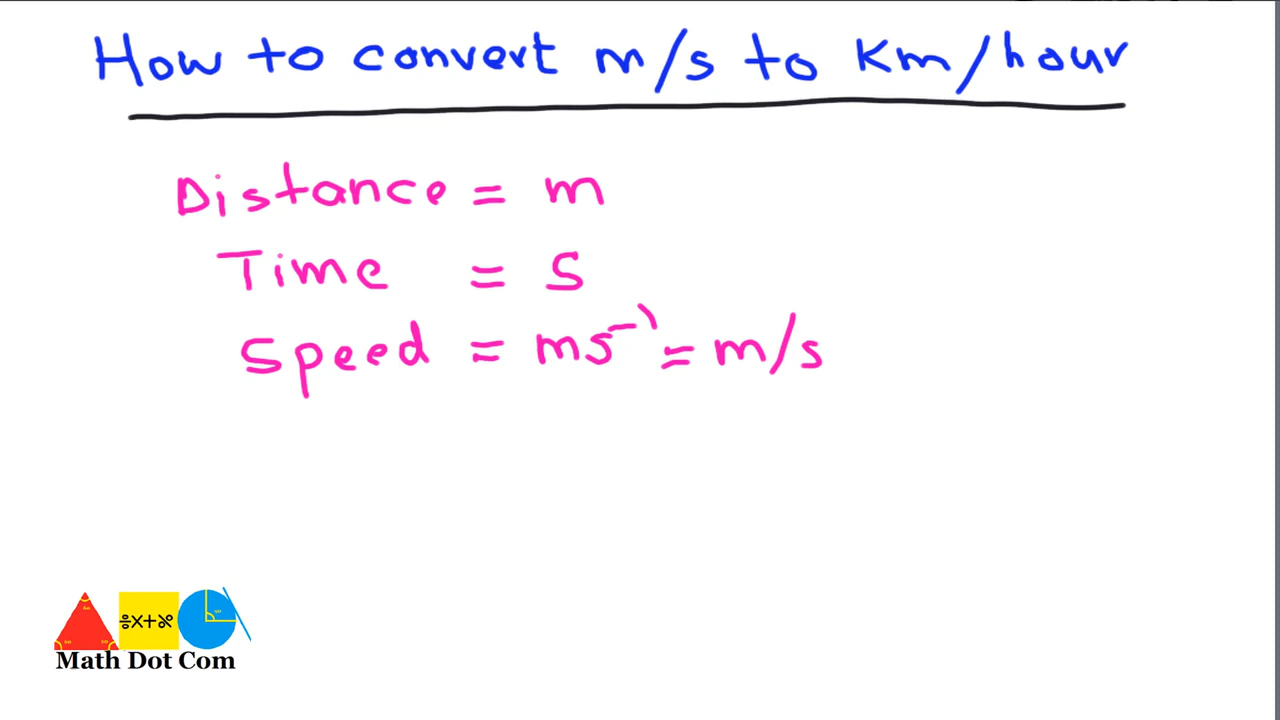 How to convert m/s to Km/hour
Distance = m
Time = s
Speed = ms⁻¹ = m/s
÷×+%
Math Dot Com